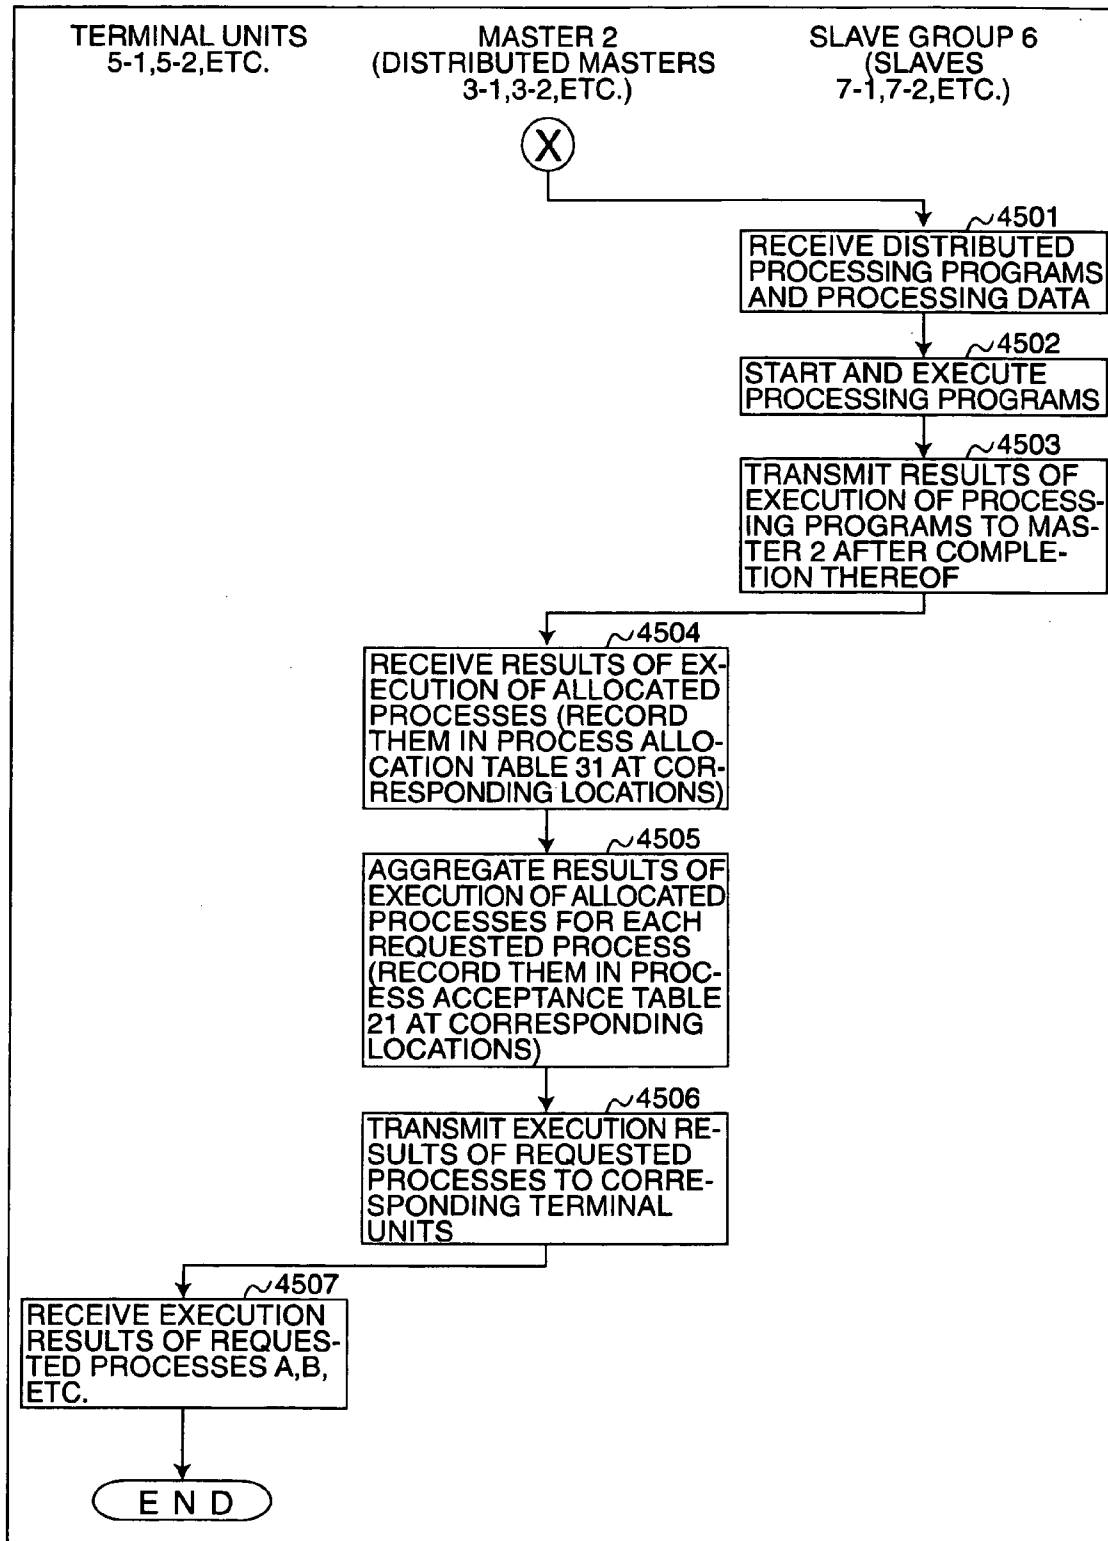 TERMINAL UNITS
5-1,5-2,ETC.
MASTER 2
(DISTRIBUTED MASTERS
3-1,3-2,ETC.)
SLAVE GROUP 6
(SLAVES
7-1,7-2,ETC.)
X
4501
RECEIVE DISTRIBUTED
PROCESSING PROGRAMS
AND PROCESSING DATA
4502
START AND EXECUTE
PROCESSING PROGRAMS
4503
TRANSMIT RESULTS OF
EXECUTION OF PROCESS-
ING PROGRAMS TO MAS-
TER 2 AFTER COMPLE-
TION THEREOF
4504
RECEIVE RESULTS OF EX-
ECUTION OF ALLOCATED
PROCESSES (RECORD
THEM IN PROCESS ALLO-
CATION TABLE 31 AT COR-
RESPONDING LOCATIONS)
4505
AGGREGATE RESULTS OF
EXECUTION OF ALLOCATED
PROCESSES FOR EACH
REQUESTED PROCESS
(RECORD THEM IN PROC-
ESS ACCEPTANCE TABLE
21 AT CORRESPONDING
LOCATIONS)
4506
TRANSMIT EXECUTION RE-
SULTS OF REQUESTED
PROCESSES TO CORRE-
SPONDING TERMINAL
UNITS
4507
RECEIVE EXECUTION
RESULTS OF REQUES-
TED PROCESSES A,B,
ETC.
END